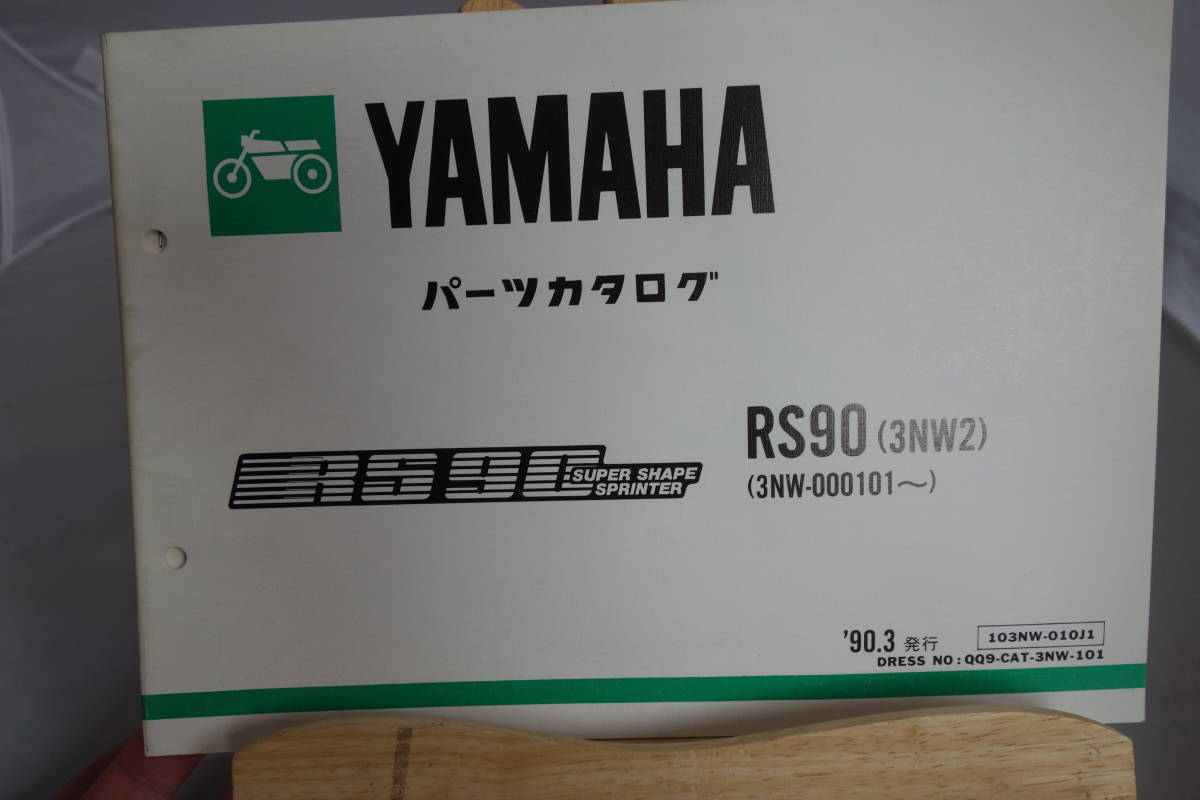 YAMAHA
パーツカタログ
RS90 SUPER SHAPE
SPRINTER
RS90 (3NW2)
(3NW-000101〜)
'90.3 発行 103NW-010J1
DRESS NO : QQ9-CAT-3NW-101